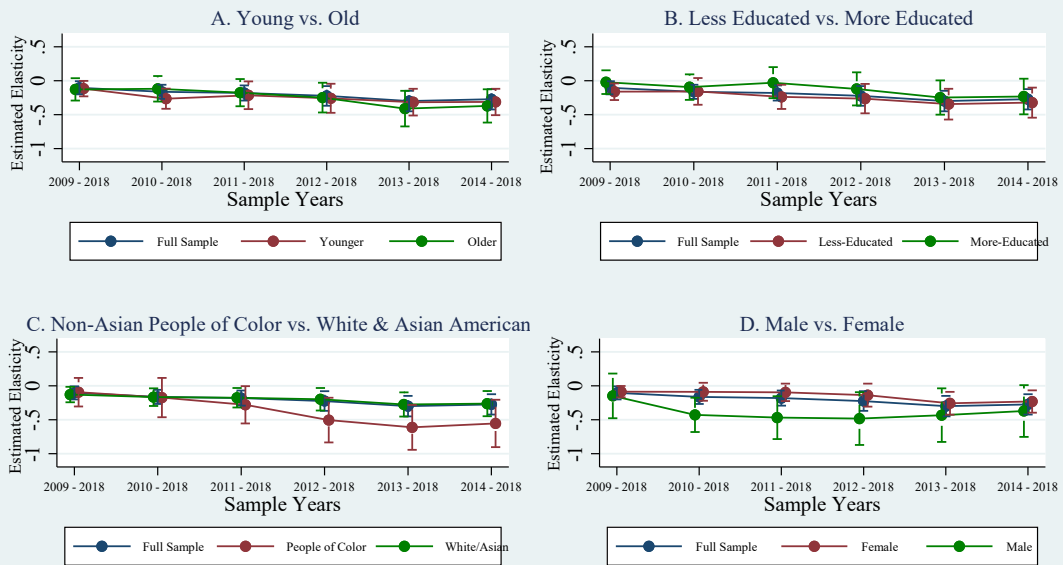 A. Young vs. Old
Estimated Elasticity
.5
0
-.5
-1
2009 - 2018 2010 - 2018 2011 - 2018 2012 - 2018 2013 - 2018 2014 - 2018
Sample Years
Full Sample Younger Older
B. Less Educated vs. More Educated
Estimated Elasticity
.5
0
-.5
-1
2009 - 2018 2010 - 2018 2011 - 2018 2012 - 2018 2013 - 2018 2014 - 2018
Sample Years
Full Sample Less-Educated More-Educated
C. Non-Asian People of Color vs. White & Asian American
Estimated Elasticity
.5
0
-.5
-1
2009 - 2018 2010 - 2018 2011 - 2018 2012 - 2018 2013 - 2018 2014 - 2018
Sample Years
Full Sample People of Color White/Asian
D. Male vs. Female
Estimated Elasticity
.5
0
-.5
-1
2009 - 2018 2010 - 2018 2011 - 2018 2012 - 2018 2013 - 2018 2014 - 2018
Sample Years
Full Sample Female Male